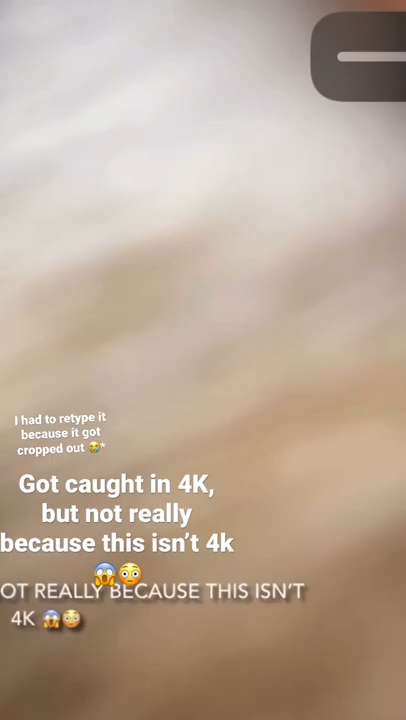 I had to retype it
because it got
cropped out 😭*
Got caught in 4K,
but not really
because this isn’t 4k
😱😳
OT REALLY BECAUSE THIS ISN’T
4K 😱😳